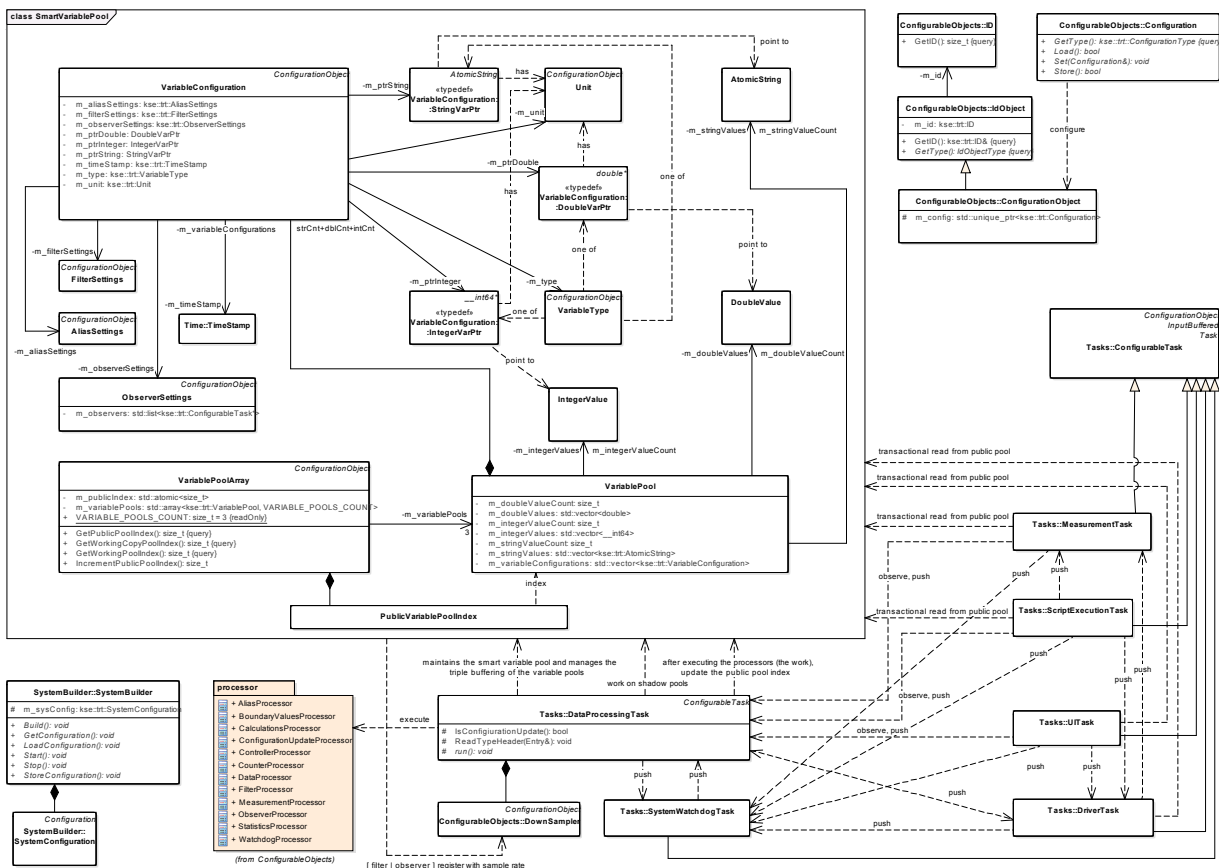 class SmartVariablePool
ConfigurationObject
VariableConfiguration
- m_aliasSettings: kse::trt::AliasSettings
- m_filterSettings: kse::trt::FilterSettings
- m_observerSettings: kse::trt::ObserverSettings
- m_ptrDouble: DoubleVarPtr
- m_ptrInteger: IntegerVarPtr
- m_ptrString: StringVarPtr
- m_timeStamp: kse::trt::TimeStamp
- m_type: kse::trt::VariableType
- m_unit: kse::trt::Unit
-m_ptrString
AtomicString
«typedef»
VariableConfiguration:
:StringVarPtr
has
ConfigurationObject
Unit
-m_unit
point to
AtomicString
-m_stringValues
m_stringValueCount
-m_ptrDouble
has
has
double*
«typedef»
VariableConfiguration:
:DoubleVarPtr
one of
one of
point to
-m_variableConfigurations
strCnt+dblCnt+intCnt
-m_filterSettings
ConfigurationObject
FilterSettings
-m_timeStamp
Time::TimeStamp
ConfigurationObject
AliasSettings
-m_aliasSettings
-m_observerSettings
ConfigurationObject
ObserverSettings
- m_observers: std::list<kse::trt::ConfigurableTask*>
-m_ptrInteger
__int64*
«typedef»
VariableConfiguration:
:IntegerVarPtr
one of
-m_type
ConfigurationObject
VariableType
DoubleValue
-m_doubleValues
m_doubleValueCount
point to
IntegerValue
-m_integerValues
m_integerValueCount
ConfigurationObject
VariablePoolArray
- m_publicIndex: std::atomic<size_t>
- m_variablePools: std::array<kse::trt::VariablePool, VARIABLE_POOLS_COUNT>
+ VARIABLE_POOLS_COUNT: size_t = 3 {readOnly}
+ GetPublicPoolIndex(): size_t {query}
+ GetWorkingCopyPoolIndex(): size_t {query}
+ GetWorkingPoolIndex(): size_t {query}
+ IncrementPublicPoolIndex(): size_t
-m_variablePools
3
VariablePool
- m_doubleValueCount: size_t
- m_doubleValues: std::vector<double>
- m_integerValueCount: size_t
- m_integerValues: std::vector<__int64>
- m_stringValueCount: size_t
- m_stringValues: std::vector<kse::trt::AtomicString>
- m_variableConfigurations: std::vector<kse::trt::VariableConfiguration>
index
PublicVariablePoolIndex
ConfigurableObjects::ID
+ GetID(): size_t {query}
-m_id
ConfigurableObjects::IdObject
- m_id: kse::trt::ID
+ GetID(): kse::trt::ID& {query}
+ GetType(): IdObjectType {query}
ConfigurableObjects::Configuration
+ GetType(): kse::trt::ConfigurationType {query}
+ Load(): bool
+ Set(Configuration&): void
+ Store(): bool
configure
ConfigurableObjects::ConfigurationObject
# m_config: std::unique_ptr<kse::trt::Configuration>
ConfigurationObject
InputBuffered
Task
Tasks::ConfigurableTask
transactional read from public pool
transactional read from public pool
transactional read from public pool
transactional read from public pool
Tasks::MeasurementTask
observe, push
push
push
Tasks::ScriptExecutionTask
push
push
observe, push
Tasks::UITask
observe, push
push
push
push
Tasks::DriverTask
push
maintains the smart variable pool and manages the
triple buffering of the variable pools
work on shadow pools
after executing the processors (the work),
update the public pool index
SystemBuilder::SystemBuilder
# m_sysConfig: kse::trt::SystemConfiguration
+ Build(): void
+ GetConfiguration(): void
+ LoadConfiguration(): void
+ Start(): void
+ Stop(): void
+ StoreConfiguration(): void
Configuration
SystemBuilder::
SystemConfiguration
processor
+ AliasProcessor
+ BoundaryValuesProcessor
+ CalculationsProcessor
+ ConfigurationUpdateProcessor
+ ControllerProcessor
+ CounterProcessor
+ DataProcessor
+ FilterProcessor
+ MeasurementProcessor
+ ObserverProcessor
+ StatisticsProcessor
+ WatchdogProcessor
(from ConfigurableObjects)
execute
ConfigurableTask
Tasks::DataProcessingTask
# IsConfigiurationUpdate(): bool
# ReadTypeHeader(Entry&): void
# run(): void
push
push
ConfigurationObject
ConfigurableObjects::DownSampler
Tasks::SystemWatchdogTask
[ filter | observer ] register with sample rate